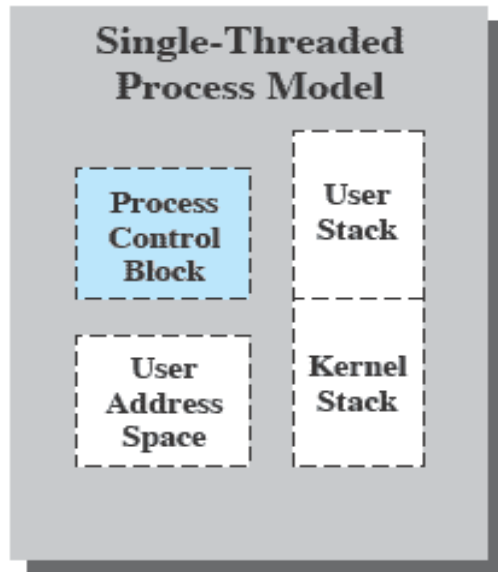 Single-Threaded
Process Model
Process
Control
Block
User
Stack
User
Address
Space
Kernel
Stack